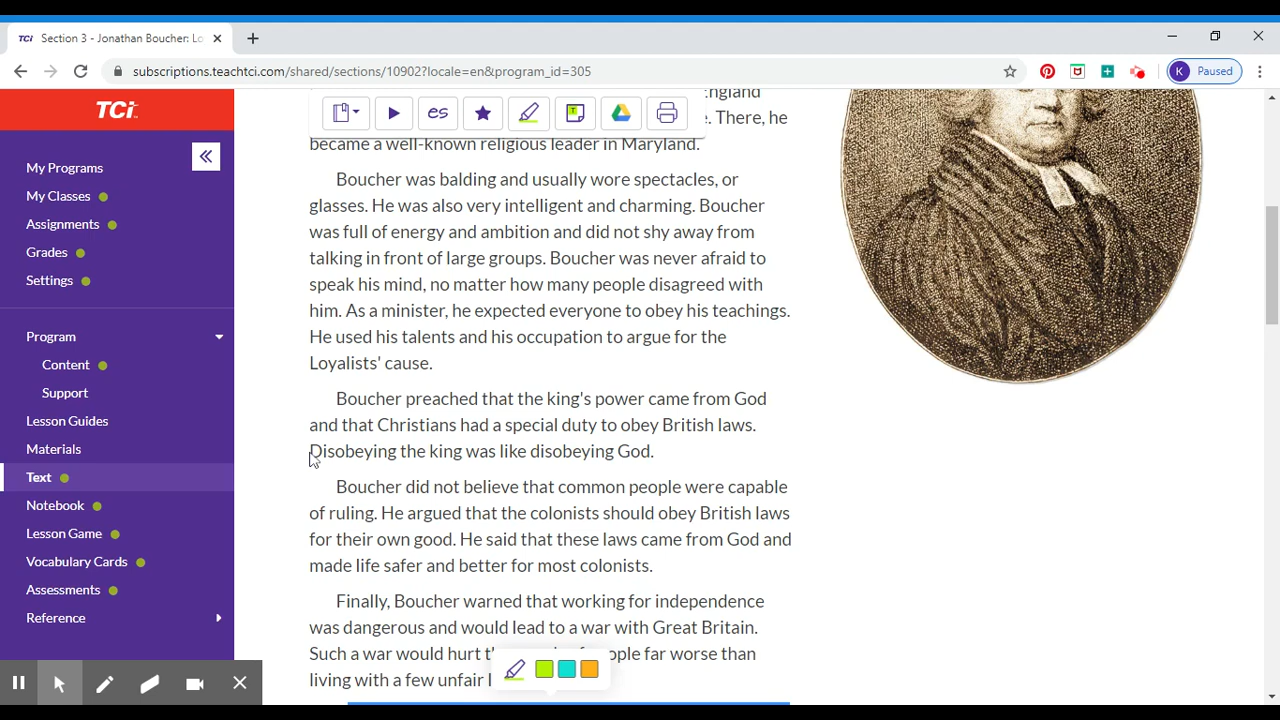 TCi Section 3 - Jonathan Boucher: Lo
subscriptions.teachtci.com/shared/sections/10902?locale=en&program_id=305
K Paused
TCi
My Programs
My Classes
Assignments
Grades
Settings
Program
Content
Support
Lesson Guides
Materials
Text
Notebook
Lesson Game
Vocabulary Cards
Assessments
Reference
es
England
There, he
became a well-known religious leader in Maryland.
Boucher was balding and usually wore spectacles, or
glasses. He was also very intelligent and charming. Boucher
was full of energy and ambition and did not shy away from
talking in front of large groups. Boucher was never afraid to
speak his mind, no matter how many people disagreed with
him. As a minister, he expected everyone to obey his teachings.
He used his talents and his occupation to argue for the
Loyalists' cause.
Boucher preached that the king's power came from God
and that Christians had a special duty to obey British laws.
Disobeying the king was like disobeying God.
Boucher did not believe that common people were capable
of ruling. He argued that the colonists should obey British laws
for their own good. He said that these laws came from God and
made life safer and better for most colonists.
Finally, Boucher warned that working for independence
was dangerous and would lead to a war with Great Britain.
Such a war would hurt far worse than
living with a few unfair